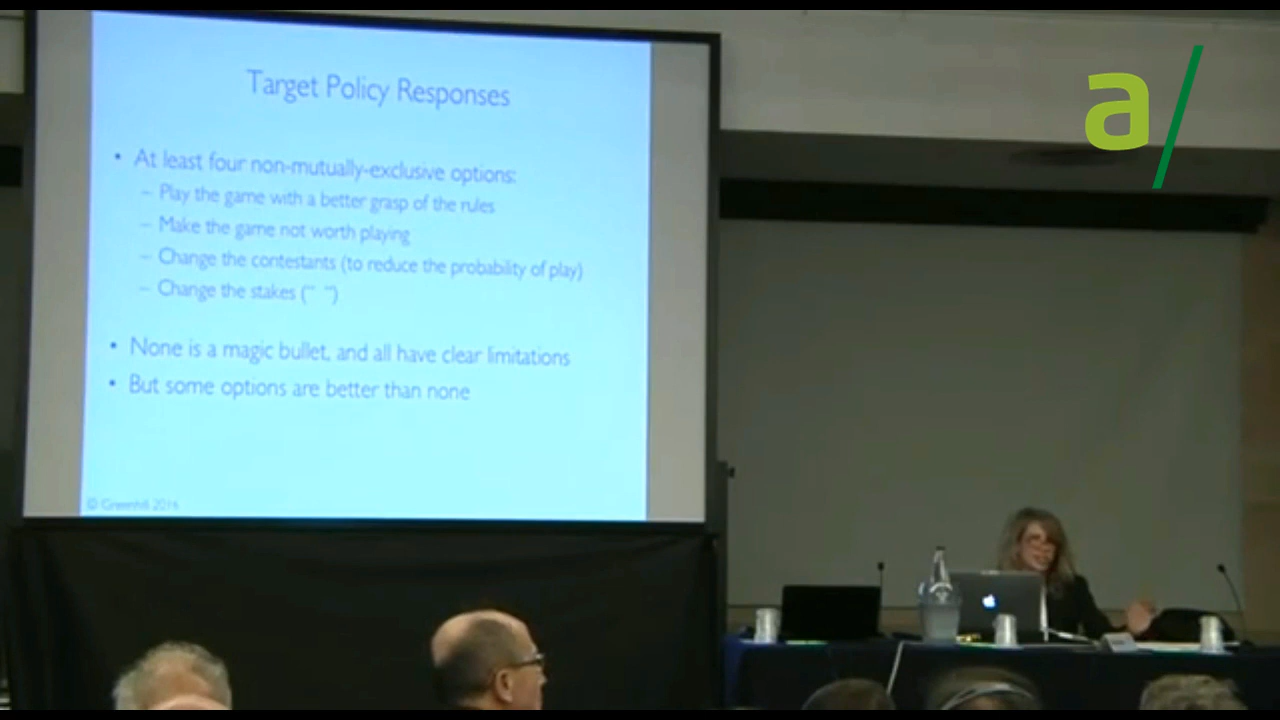 a/
Target Policy Responses
• At least four non-mutually-exclusive options:
– Play the game with a better grasp of the rules
– Make the game not worth playing
– Change the contestants (to reduce the probability of play)
– Change the stakes (“ ”)
• None is a magic bullet, and all have clear limitations
• But some options are better than none
© Greenhill 2014